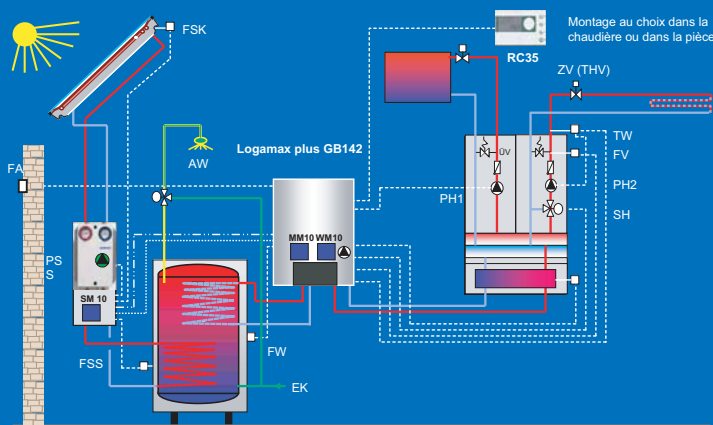 FSK
RC35
Montage au choix dans la
chaudière ou dans la pièce
ZV (THV)
AW
Logamax plus GB142
ÜV
TW
FV
FA
PH1
PH2
SH
MM10 WM10
PS
S
SM 10
FSS
FW
EK